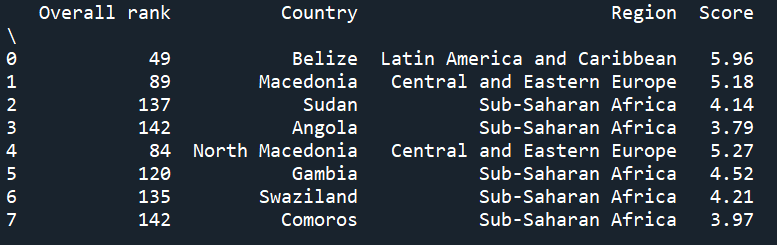 Overall rank Country Region Score
\
0 49 Belize Latin America and Caribbean 5.96
1 89 Macedonia Central and Eastern Europe 5.18
2 137 Sudan Sub-Saharan Africa 4.14
3 142 Angola Sub-Saharan Africa 3.79
4 84 North Macedonia Central and Eastern Europe 5.27
5 120 Gambia Sub-Saharan Africa 4.52
6 135 Swaziland Sub-Saharan Africa 4.21
7 142 Comoros Sub-Saharan Africa 3.97